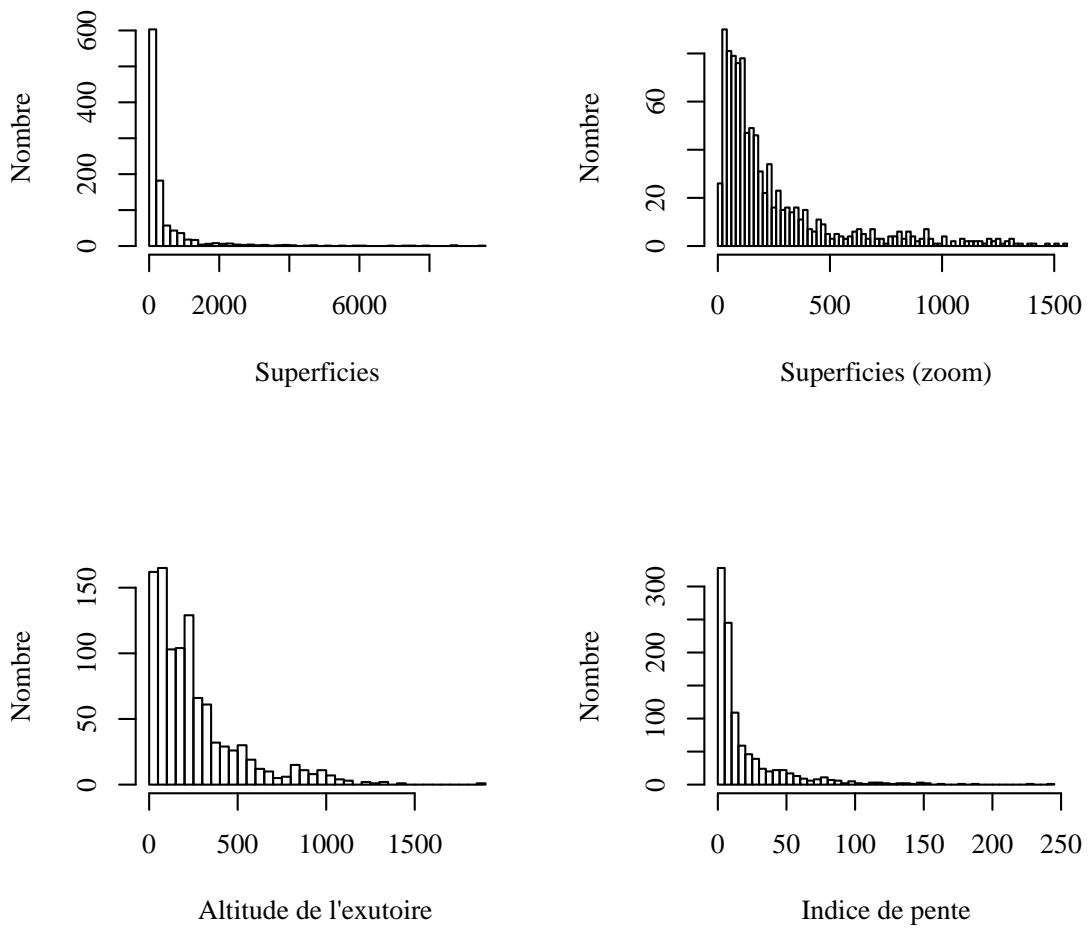 Nombre
600
400
200
0
0 2000 6000
Superficies
Nombre
60
20
0
0 500 1000 1500
Superficies (zoom)
Nombre
150
100
50
0
0 500 1000 1500
Altitude de l'exutoire
Nombre
300
200
100
0
0 50 100 150 200 250
Indice de pente